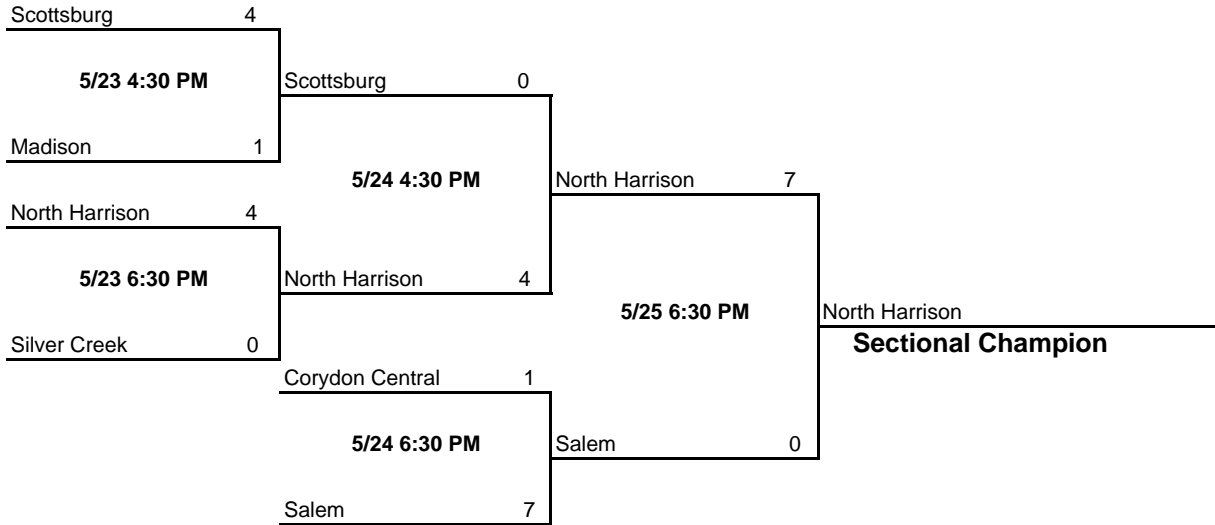 Scottsburg 4
5/23 4:30 PM
Scottsburg 0
Madison 1
5/24 4:30 PM
North Harrison 7
North Harrison 4
5/23 6:30 PM
North Harrison 4
5/25 6:30 PM
North Harrison
Silver Creek 0
Sectional Champion
Corydon Central 1
5/24 6:30 PM
Salem 0
Salem 7